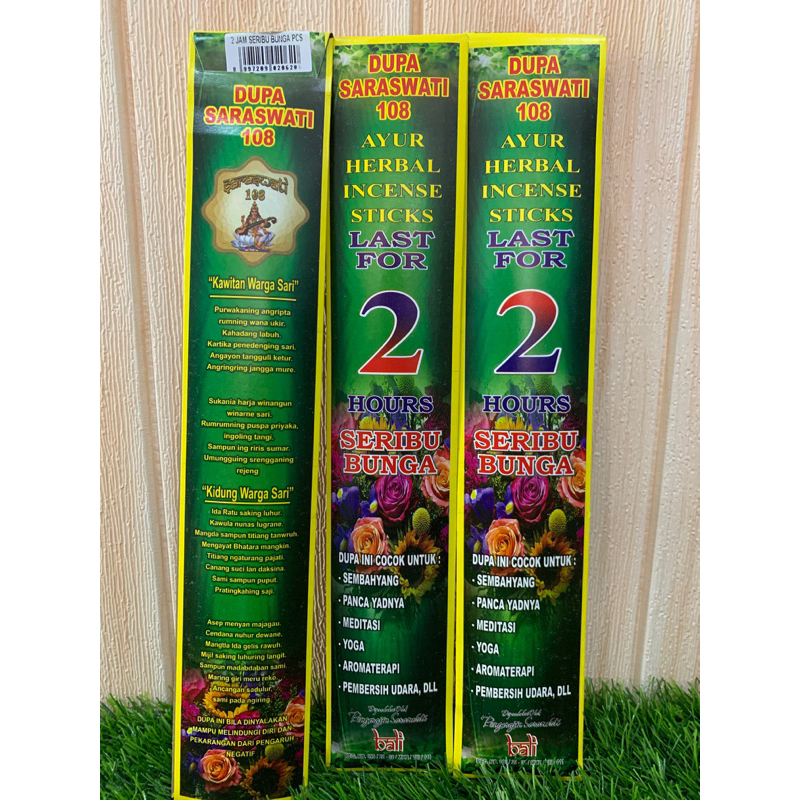 2 JAM SERIBU BUNGA PCS
8 997209 028620
DUPA
SARASWATI
108
Saraswati
108
"Kawitan Warga Sari"
Purwakaning angripta
rumning wana ukir.
Kahadang labuh.
Kartika penedenging sari.
Angayon tangguli ketur.
Angringring jangga mure.
Sukania harja winangun
winarne sari.
Rumrumning puspa priyaka,
ingoling tangi.
Sampun ing riris sumar.
Umungguing srengganing
rejeng
"Kidung Warga Sari"
Ida Ratu saking luhur.
Kawula nunas lugrane.
Mangda sampun titiang tanwruh.
Mengayat Bhatara mangkin.
Titiang ngaturang pajati.
Canang suci lan daksina.
Sami sampun puput.
Pratingkahing saji.
Asep menyan majagau.
Cendana nuhur dewane.
Mangtla Ida gelis rawuh.
Mijil saking luhuring langit.
Sampun madabdaban sami.
Maring giri meru reko.
Ancangan sadulur,
sami pada ngiring.
DUPA INI BILA DINYALAKAN
MAMPU MELINDUNGI DIRI DAN
PEKARANGAN DARI PENGARUH
NEGATIF
DUPA
SARASWATI
108
AYUR
HERBAL
INCENSE
STICKS
LAST
FOR
2
HOURS
SERIBU
BUNGA
DUPA INI COCOK UNTUK :
- SEMBAHYANG
- PANCA YADNYA
- MEDITASI
- YOGA
- AROMATERAPI
- PEMBERSIH UDARA, DLL
bali
DUPA
SARASWATI
108
AYUR
HERBAL
INCENSE
STICKS
LAST
FOR
2
HOURS
SERIBU
BUNGA
DUPA INI COCOK UNTUK :
- SEMBAHYANG
- PANCA YADNYA
- MEDITASI
- YOGA
- AROMATERAPI
- PEMBERSIH UDARA, DLL
bali